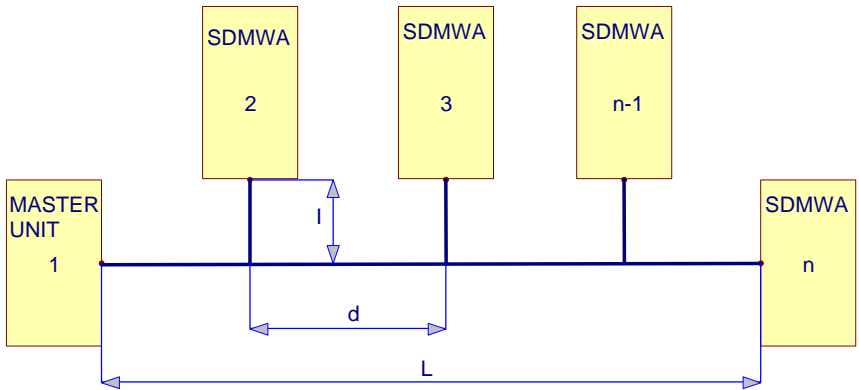 SDMWA
2
SDMWA
3
SDMWA
n-1
MASTER
UNIT
1
SDMWA
n
l
d
L